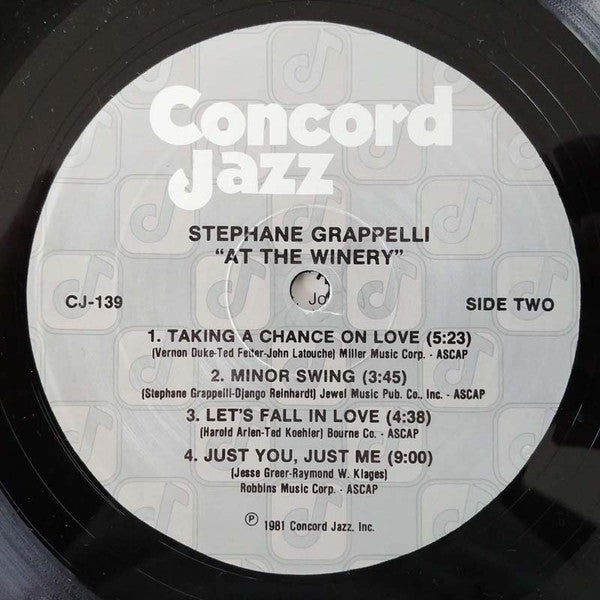 Concord
Jazz
STEPHANE GRAPPELLI
"AT THE WINERY"
Jo
CJ-139
SIDE TWO
1. TAKING A CHANCE ON LOVE (5:23)
(Vernon Duke-Ted Fetter-John Latouche) Miller Music Corp. - ASCAP
2. MINOR SWING (3:45)
(Stephane Grappelli-Django Reinhardt) Jewel Music Pub. Co., Inc. - ASCAP
3. LET'S FALL IN LOVE (4:38)
(Harold Arlen-Ted Koehler) Bourne Co. - ASCAP
4. JUST YOU, JUST ME (9:00)
(Jesse Greer-Raymond W. Klages)
Robbins Music Corp. - ASCAP
℗ 1981 Concord Jazz, Inc.